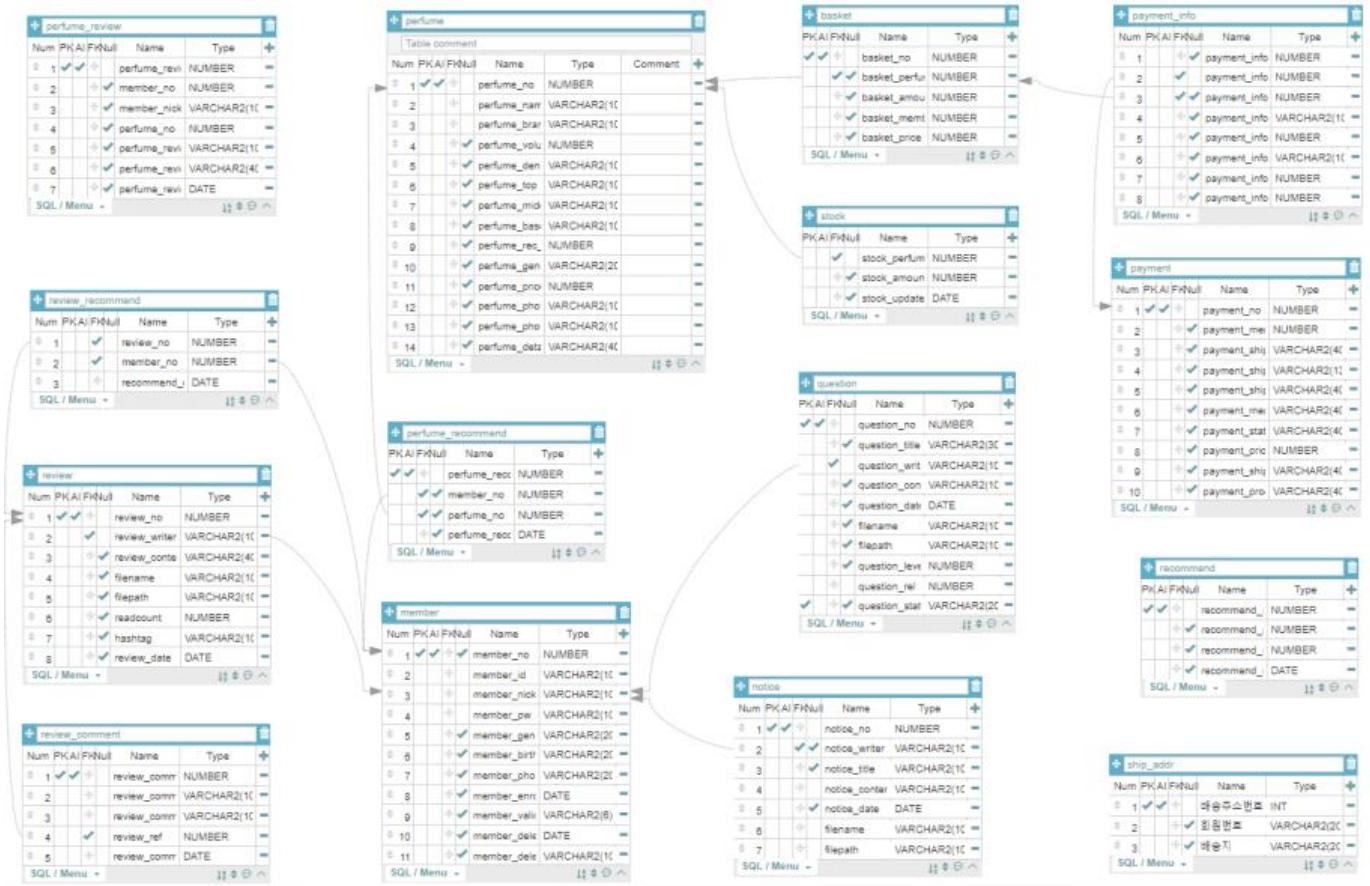 perfume_review
Num PK AI FK Null Name Type
1 perfume_revi NUMBER
2 member_no NUMBER
3 member_nick VARCHAR2(10
4 perfume_no NUMBER
5 perfume_revi VARCHAR2(10
6 perfume_revi VARCHAR2(40
7 perfume_revi DATE
SQL / Menu
review_recommend
Num PK AI FK Null Name Type
1 review_no NUMBER
2 member_no NUMBER
3 recommend_ DATE
SQL / Menu
review
Num PK AI FK Null Name Type
1 review_no NUMBER
2 review_writer VARCHAR2(10
3 review_conte VARCHAR2(40
4 filename VARCHAR2(10
5 filepath VARCHAR2(10
6 readcount NUMBER
7 hashtag VARCHAR2(10
8 review_date DATE
SQL / Menu
review_comment
Num PK AI FK Null Name Type
1 review_comm NUMBER
2 review_comm VARCHAR2(10
3 review_comm VARCHAR2(10
4 review_ref NUMBER
5 review_comm DATE
SQL / Menu
perfume
Table comment
Num PK AI FK Null Name Type Comment
1 perfume_no NUMBER
2 perfume_nam VARCHAR2(10
3 perfume_brar VARCHAR2(10
4 perfume_volu NUMBER
5 perfume_den VARCHAR2(10
6 perfume_top VARCHAR2(10
7 perfume_mid VARCHAR2(10
8 perfume_bas VARCHAR2(10
9 perfume_rec_ NUMBER
10 perfume_gen VARCHAR2(20
11 perfume_pric NUMBER
12 perfume_pho VARCHAR2(10
13 perfume_pho VARCHAR2(10
14 perfume_deta VARCHAR2(40
SQL / Menu
perfume_recommend
PK AI FK Null Name Type
perfume_reco NUMBER
member_no NUMBER
perfume_no NUMBER
perfume_reco DATE
SQL / Menu
member
Num PK AI FK Null Name Type
1 member_no NUMBER
2 member_id VARCHAR2(10
3 member_nick VARCHAR2(10
4 member_pw VARCHAR2(10
5 member_gen VARCHAR2(20
6 member_birth VARCHAR2(20
7 member_pho VARCHAR2(20
8 member_enro DATE
9 member_valid VARCHAR2(6)
10 member_dele DATE
11 member_dele VARCHAR2(10
SQL / Menu
basket
PK AI FK Null Name Type
basket_no NUMBER
basket_perfur NUMBER
basket_amou NUMBER
basket_memb NUMBER
basket_price NUMBER
SQL / Menu
stock
PK AI FK Null Name Type
stock_perfum NUMBER
stock_amoun NUMBER
stock_update DATE
SQL / Menu
question
PK AI FK Null Name Type
question_no NUMBER
question_title VARCHAR2(30
question_writ VARCHAR2(10
question_con VARCHAR2(10
question_date DATE
filename VARCHAR2(10
filepath VARCHAR2(10
question_leve NUMBER
question_rel NUMBER
question_stat VARCHAR2(20
SQL / Menu
notice
Num PK AI FK Null Name Type
1 notice_no NUMBER
2 notice_writer VARCHAR2(10
3 notice_title VARCHAR2(10
4 notice_conter VARCHAR2(10
5 notice_date DATE
6 filename VARCHAR2(10
7 filepath VARCHAR2(10
SQL / Menu
payment_info
Num PK AI FK Null Name Type
1 payment_info NUMBER
2 payment_info NUMBER
3 payment_info NUMBER
4 payment_info VARCHAR2(10
5 payment_info NUMBER
6 payment_info VARCHAR2(10
7 payment_info NUMBER
8 payment_info NUMBER
SQL / Menu
payment
Num PK AI FK Null Name Type
1 payment_no NUMBER
2 payment_mei NUMBER
3 payment_ship VARCHAR2(40
4 payment_ship VARCHAR2(12
5 payment_ship VARCHAR2(40
6 payment_mei VARCHAR2(40
7 payment_stat VARCHAR2(40
8 payment_pric NUMBER
9 payment_ship VARCHAR2(40
10 payment_pro VARCHAR2(40
SQL / Menu
recommend
PK AI FK Null Name Type
recommend_ NUMBER
recommend_ NUMBER
recommend_ NUMBER
recommend_ DATE
SQL / Menu
ship_addr
Num PK AI FK Null Name Type
1 배송주소번호 INT
2 회원번호 VARCHAR2(20
3 배송지 VARCHAR2(20
SQL / Menu